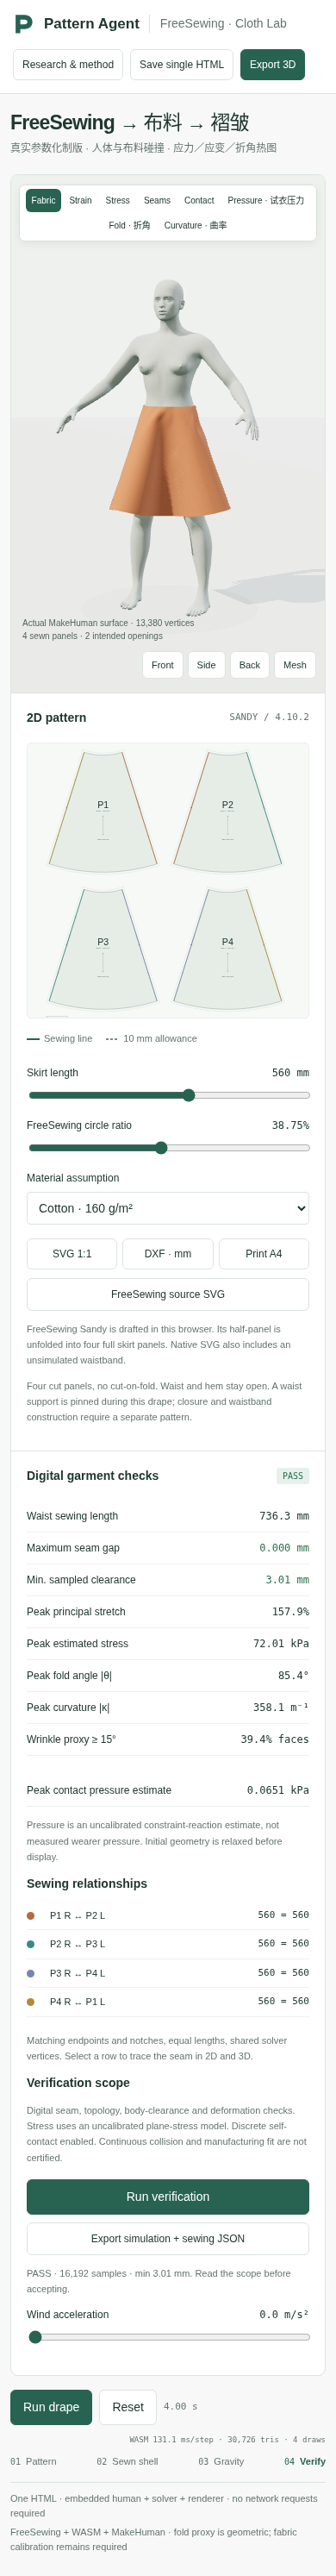 Pattern Agent
FreeSewing · Cloth Lab
Research & method
Save single HTML
Export 3D
FreeSewing → 布料 → 褶皱
真实参数化制版 · 人体与布料碰撞 · 应力／应变／折角热图
Fabric
Strain
Stress
Seams
Contact
Pressure · 试衣压力
Fold · 折角
Curvature · 曲率
Actual MakeHuman surface · 13,380 vertices
4 sewn panels · 2 intended openings
Front
Side
Back
Mesh
2D pattern
SANDY / 4.10.2
P1
P2
P3
P4
Sewing line
10 mm allowance
Skirt length
560 mm
FreeSewing circle ratio
38.75%
Material assumption
Cotton · 160 g/m²
SVG 1:1
DXF · mm
Print A4
FreeSewing source SVG
FreeSewing Sandy is drafted in this browser. Its half-panel is
unfolded into four full skirt panels. Native SVG also includes an
unsimulated waistband.
Four cut panels, no cut-on-fold. Waist and hem stay open. A waist
support is pinned during this drape; closure and waistband
construction require a separate pattern.
Digital garment checks
PASS
Waist sewing length
736.3 mm
Maximum seam gap
0.000 mm
Min. sampled clearance
3.01 mm
Peak principal stretch
157.9%
Peak estimated stress
72.01 kPa
Peak fold angle |θ|
85.4°
Peak curvature |κ|
358.1 m⁻¹
Wrinkle proxy ≥ 15°
39.4% faces
Peak contact pressure estimate
0.0651 kPa
Pressure is an uncalibrated constraint-reaction estimate, not
measured wearer pressure. Initial geometry is relaxed before
display.
Sewing relationships
P1 R ↔ P2 L
560 = 560
P2 R ↔ P3 L
560 = 560
P3 R ↔ P4 L
560 = 560
P4 R ↔ P1 L
560 = 560
Matching endpoints and notches, equal lengths, shared solver
vertices. Select a row to trace the seam in 2D and 3D.
Verification scope
Digital seam, topology, body-clearance and deformation checks.
Stress uses an uncalibrated plane-stress model. Discrete self-
contact enabled. Continuous collision and manufacturing fit are not
certified.
Run verification
Export simulation + sewing JSON
PASS · 16,192 samples · min 3.01 mm. Read the scope before
accepting.
Wind acceleration
0.0 m/s²
Run drape
Reset
4.00 s
WASM 131.1 ms/step · 30,726 tris · 4 draws
01 Pattern
02 Sewn shell
03 Gravity
04 Verify
One HTML · embedded human + solver + renderer · no network requests
required
FreeSewing + WASM + MakeHuman · fold proxy is geometric; fabric
calibration remains required